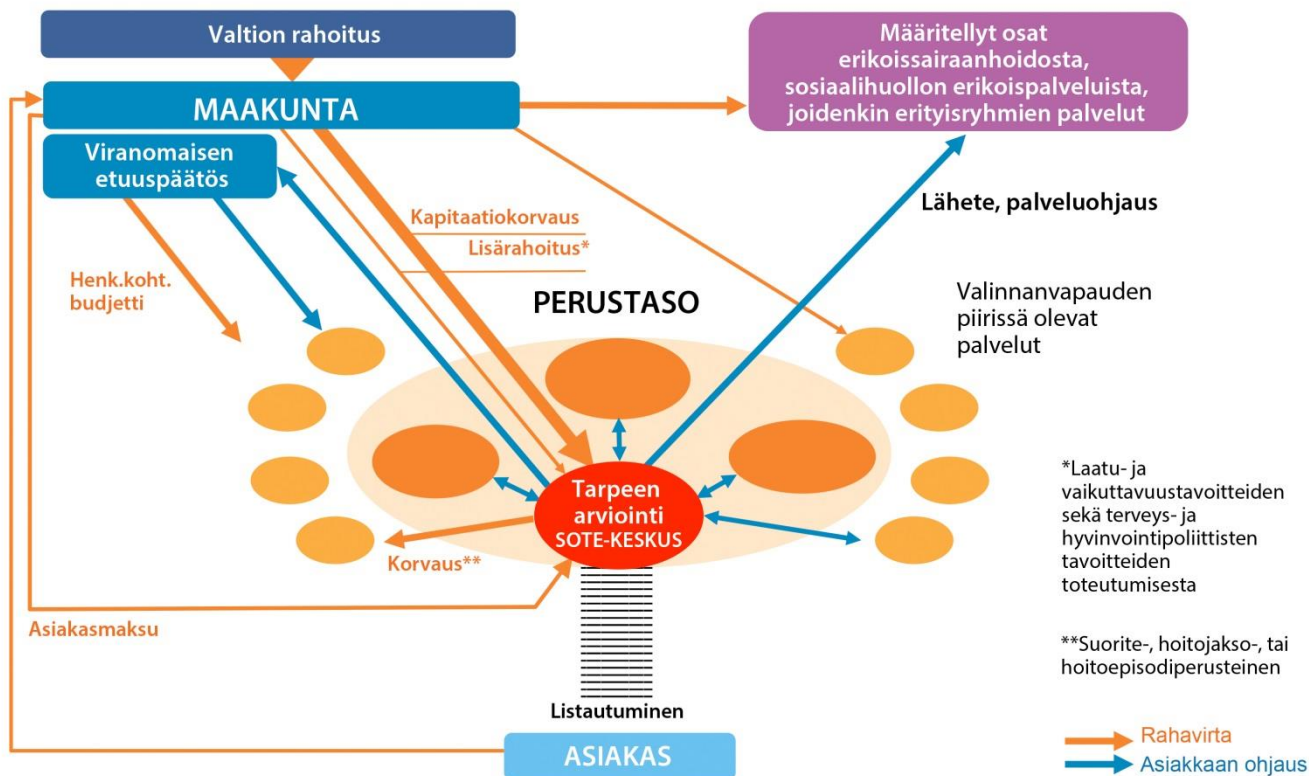 Valtion rahoitus
MAAKUNTA
Viranomaisen
etuuspäätös
Määritellyt osat
erikoissairaanhoidosta,
sosiaalihuollon erikoispalveluista,
joidenkin erityisryhmien palvelut
Lähete, palveluohjaus
Kapitaatiokorvaus
Lisärahoitus*
Henk.koht.
budjetti
PERUSTASO
Valinnanvapauden
piirissä olevat
palvelut
Tarpeen
arviointi
SOTE-KESKUS
*Laatu- ja
vaikuttavuustavoitteiden
sekä terveys- ja
hyvinvointipoliittisten
tavoitteiden
toteutumisesta
Korvaus**
Asiakasmaksu
**Suorite-, hoitojakso-, tai
hoitoepisodiperusteinen
Listautuminen
ASIAKAS
Rahavirta
Asiakkaan ohjaus